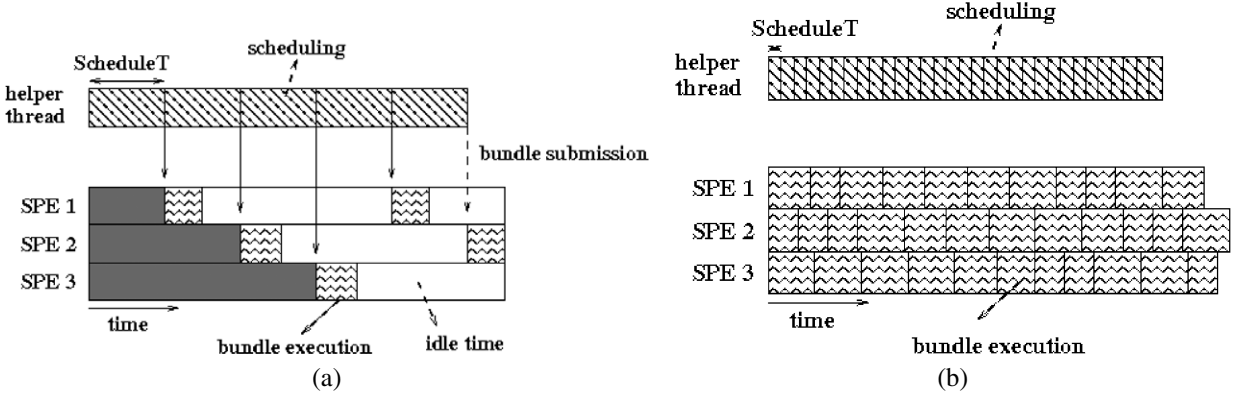 scheduling
ScheduleT
helper
thread
bundle submission
SPE 1
SPE 2
SPE 3
time
bundle execution
idle time
(a)
scheduling
ScheduleT
helper
thread
SPE 1
SPE 2
SPE 3
time
bundle execution
(b)